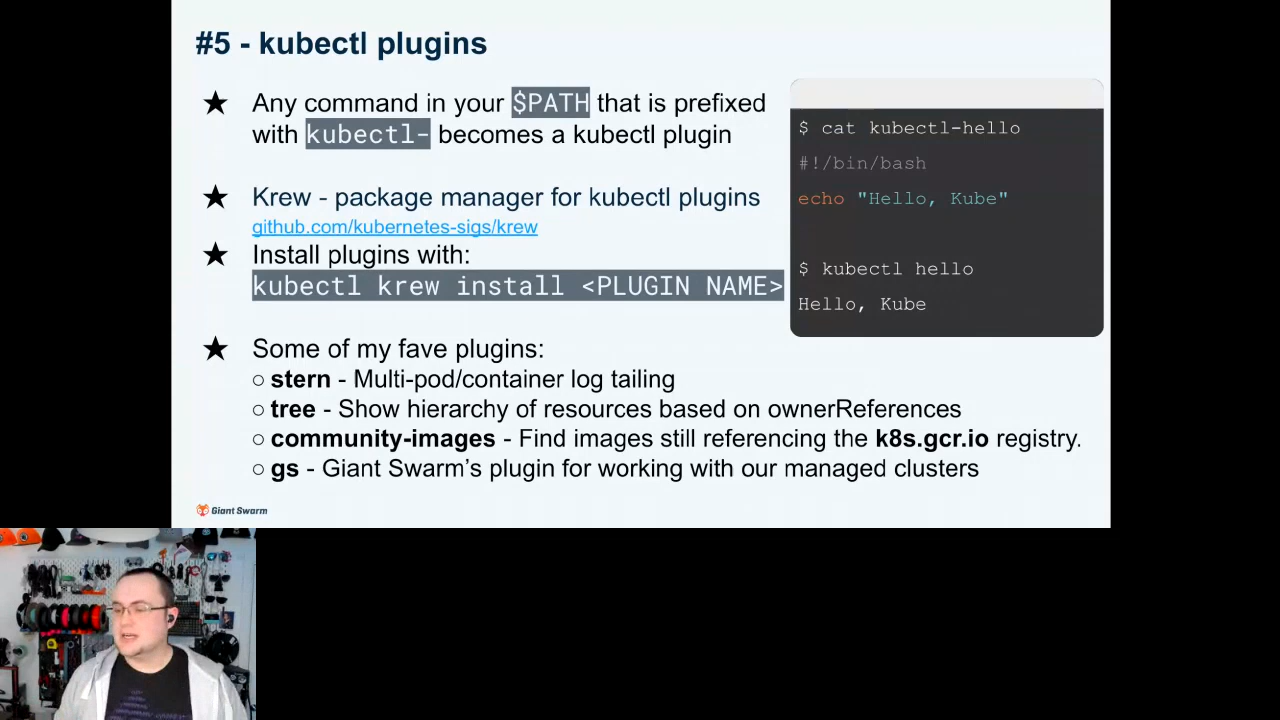 #5 - kubectl plugins
★ Any command in your $PATH that is prefixed
with kubectl- becomes a kubectl plugin
★ Krew - package manager for kubectl plugins
github.com/kubernetes-sigs/krew
★ Install plugins with:
kubectl krew install <PLUGIN NAME>
★ Some of my fave plugins:
○ stern - Multi-pod/container log tailing
○ tree - Show hierarchy of resources based on ownerReferences
○ community-images - Find images still referencing the k8s.gcr.io registry.
○ gs - Giant Swarm’s plugin for working with our managed clusters
$ cat kubectl-hello
#!/bin/bash
echo "Hello, Kube"
$ kubectl hello
Hello, Kube
Giant Swarm